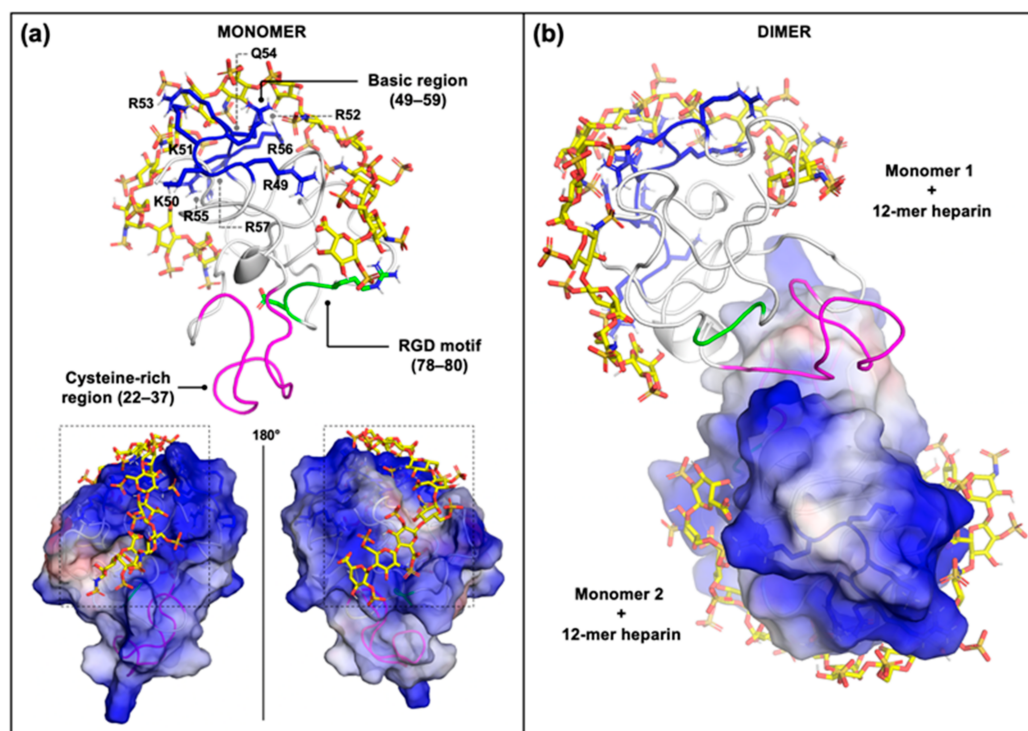 (a)
MONOMER
Q54
Basic region
(49–59)
R53
R52
K51
R56
R49
K50
R55
R57
RGD motif
(78–80)
Cysteine-rich
region (22–37)
180°
(b)
DIMER
Monomer 1
+
12-mer heparin
Monomer 2
+
12-mer heparin